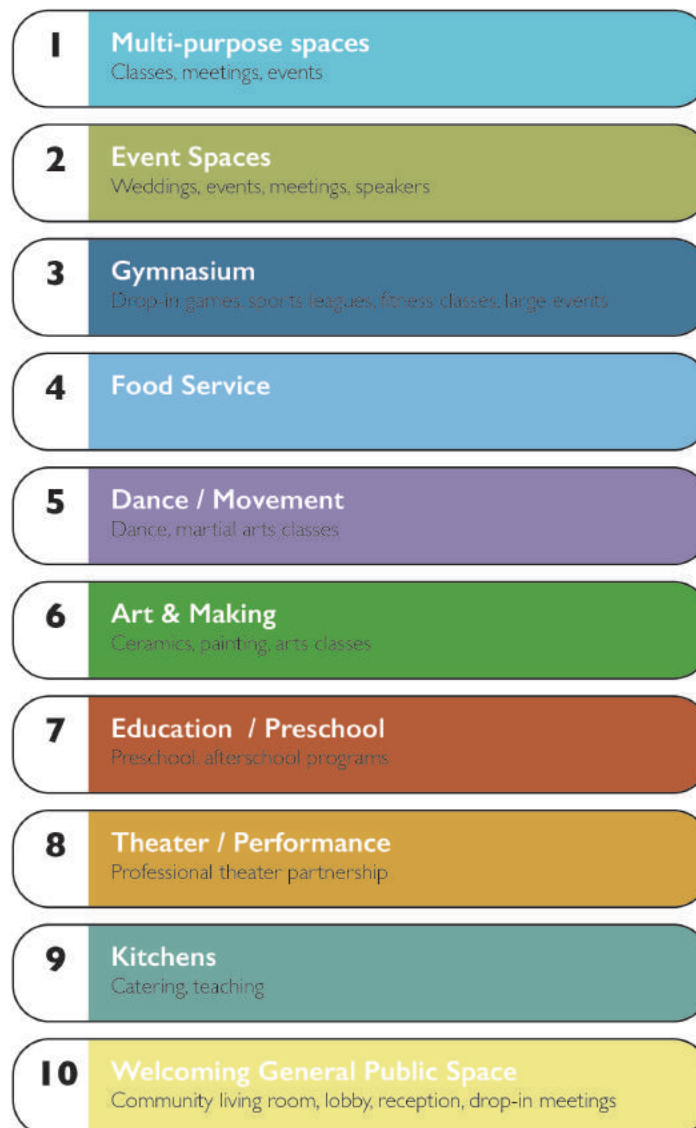 1
Multi-purpose spaces
Classes, meetings, events
2
Event Spaces
Weddings, events, meetings, speakers
3
Gymnasium
Drop-in games, sports leagues, fitness classes, large events
4
Food Service
5
Dance / Movement
Dance, martial arts classes
6
Art & Making
Ceramics, painting, arts classes
7
Education / Preschool
Preschool, afterschool programs
8
Theater / Performance
Professional theater partnership
9
Kitchens
Catering, teaching
10
Welcoming General Public Space
Community living room, lobby, reception, drop-in meetings